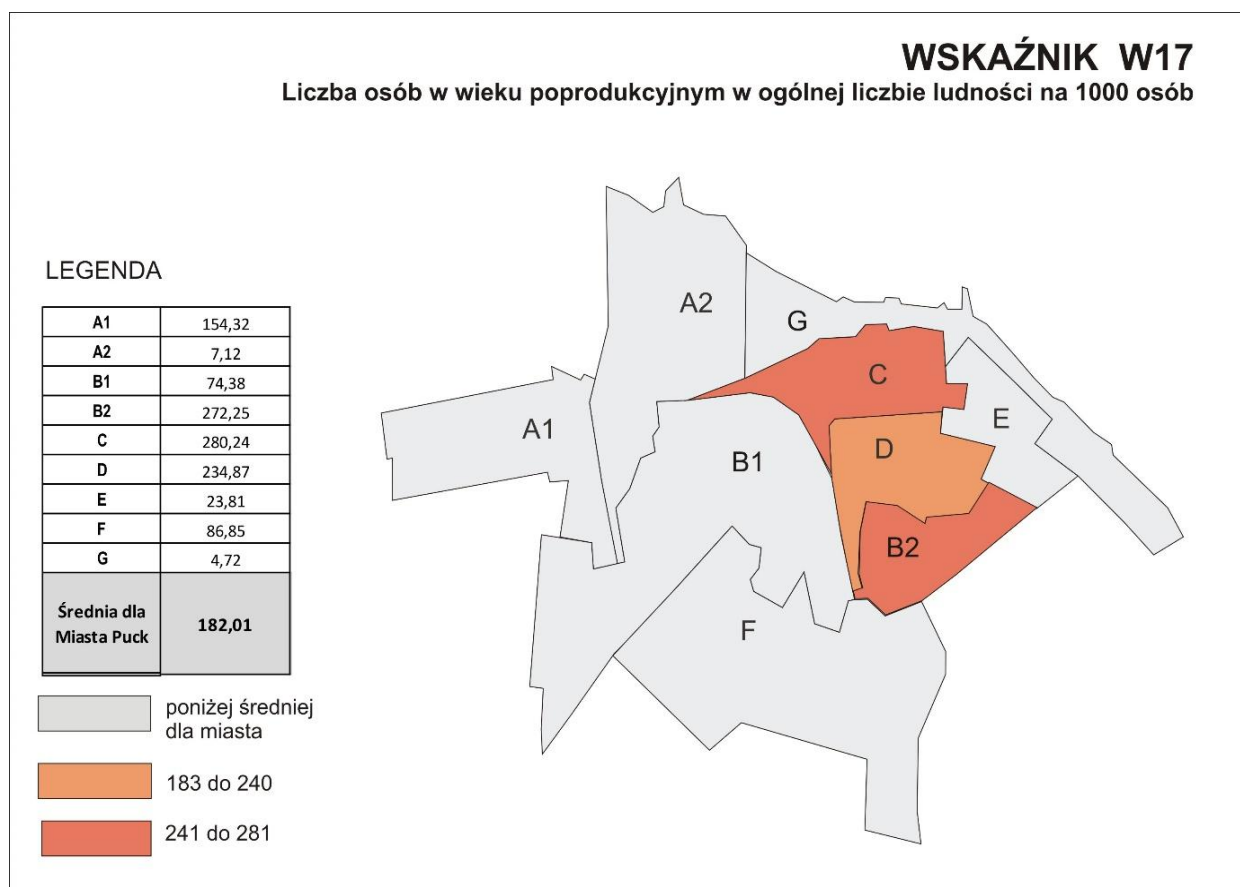 WSKAŹNIK W17
Liczba osób w wieku poprodukcyjnym w ogólnej liczbie ludności na 1000 osób
LEGENDA
A1 154,32
A2 7,12
B1 74,38
B2 272,25
C 280,24
D 234,87
E 23,81
F 86,85
G 4,72
Średnia dla
Miasta Puck 182,01
poniżej średniej
dla miasta
183 do 240
241 do 281
A2
G
C
A1
E
D
B1
B2
F